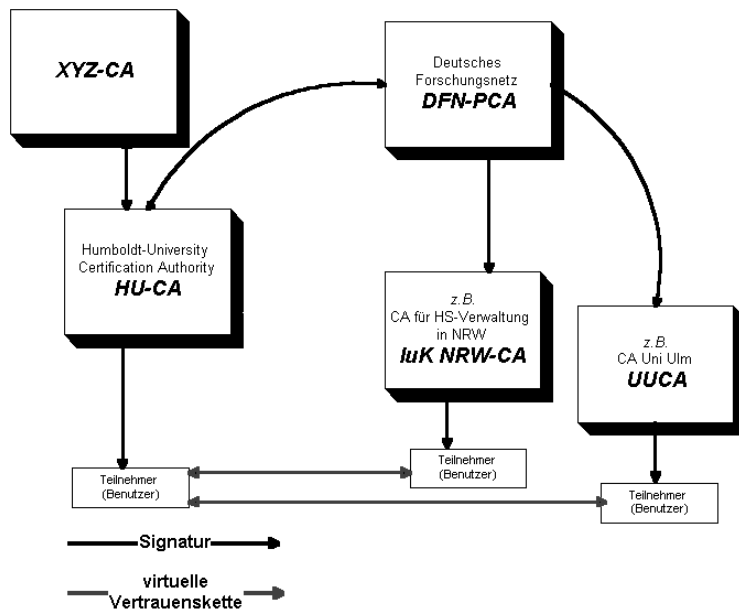 XYZ-CA
Deutsches
Forschungsnetz
DFN-PCA
Humboldt-University
Certification Authority
HU-CA
z.B.
CA für HS-Verwaltung
in NRW
IuK NRW-CA
z.B.
CA Uni Ulm
UUCA
Teilnehmer
(Benutzer)
Teilnehmer
(Benutzer)
Teilnehmer
(Benutzer)
Signatur
virtuelle
Vertrauenskette